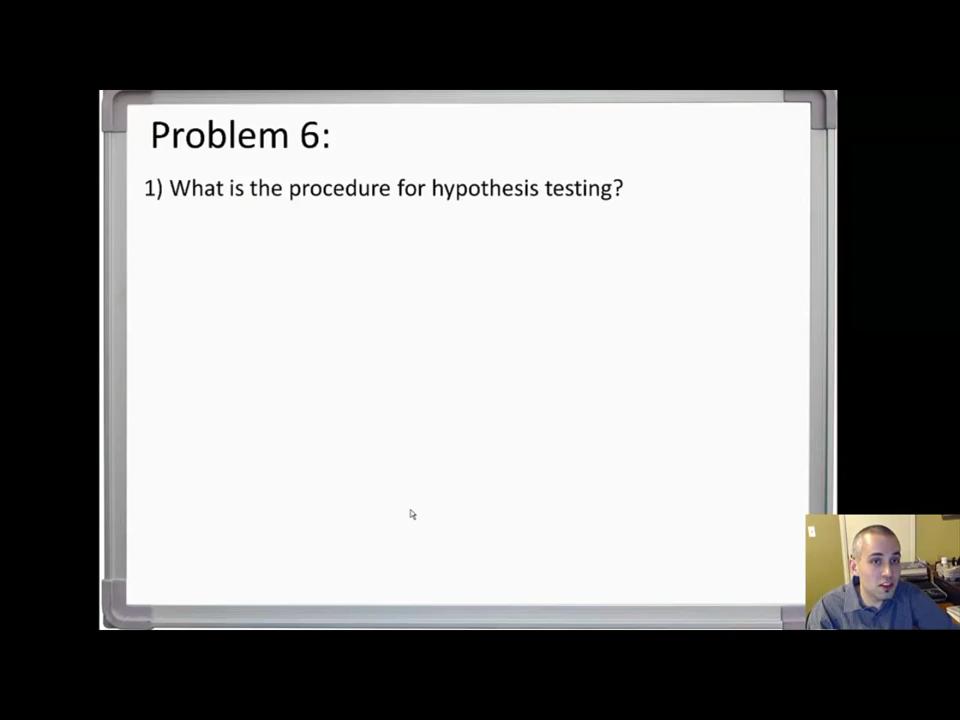 Problem 6:
1) What is the procedure for hypothesis testing?